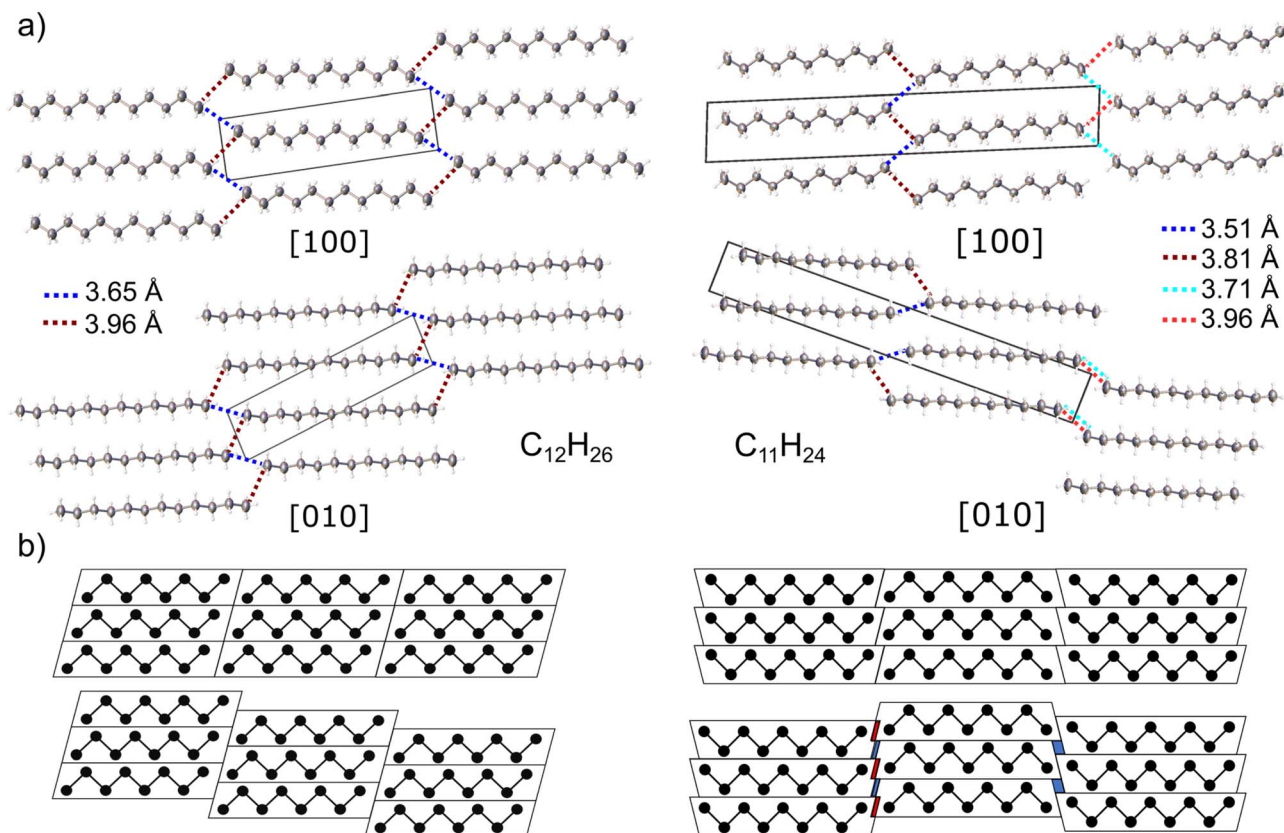 a)
[100]
[100]
3.65 Å
3.96 Å
3.51 Å
3.81 Å
3.71 Å
3.96 Å
C₁₂H₂₆
C₁₁H₂₄
[010]
[010]
b)